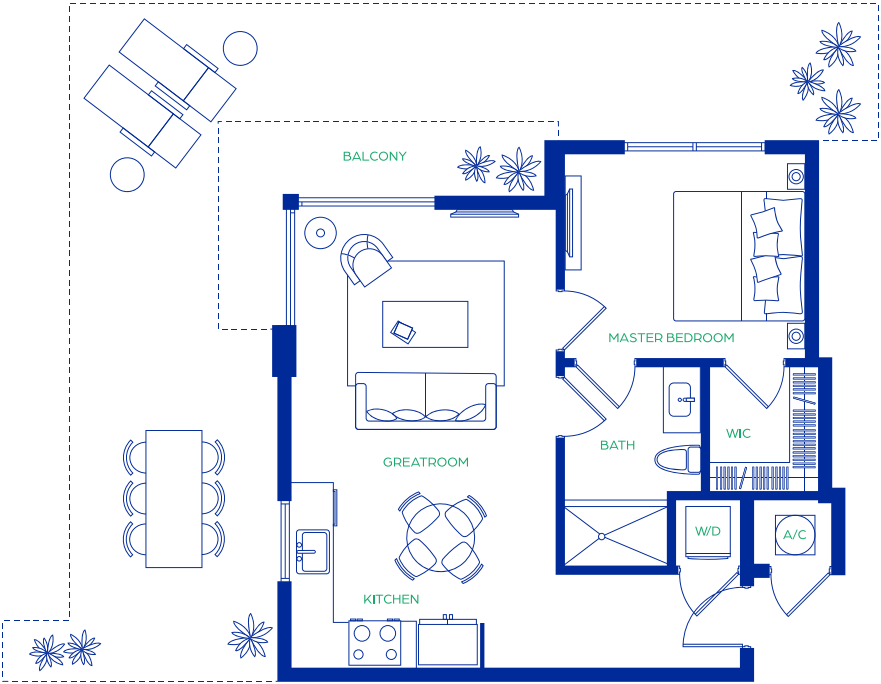 BALCONY
MASTER BEDROOM
WIC
BATH
GREATROOM
W/D
A/C
KITCHEN